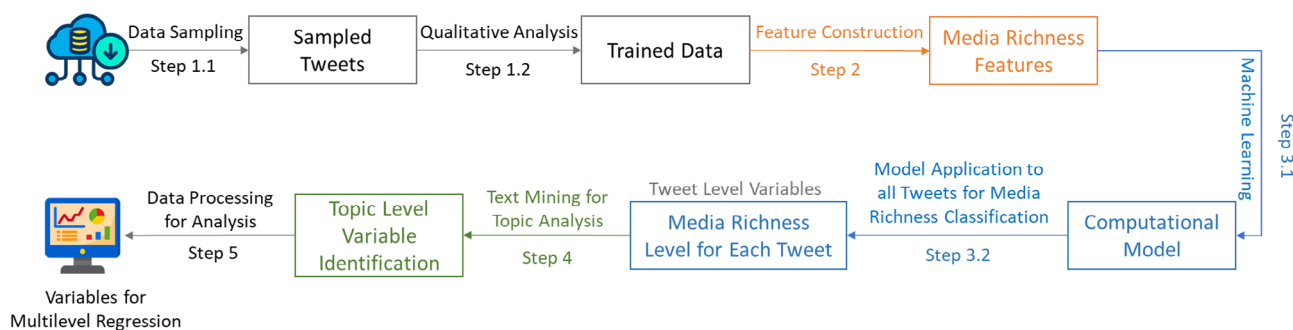 Data Sampling
Step 1.1
Sampled
Tweets
Qualitative Analysis
Step 1.2
Trained Data
Feature Construction
Step 2
Media Richness
Features
Machine Learning
Step 3.1
Computational
Model
Model Application to
all Tweets for Media
Richness Classification
Step 3.2
Tweet Level Variables
Media Richness
Level for Each Tweet
Text Mining for
Topic Analysis
Step 4
Topic Level
Variable
Identification
Data Processing
for Analysis
Step 5
Variables for
Multilevel Regression